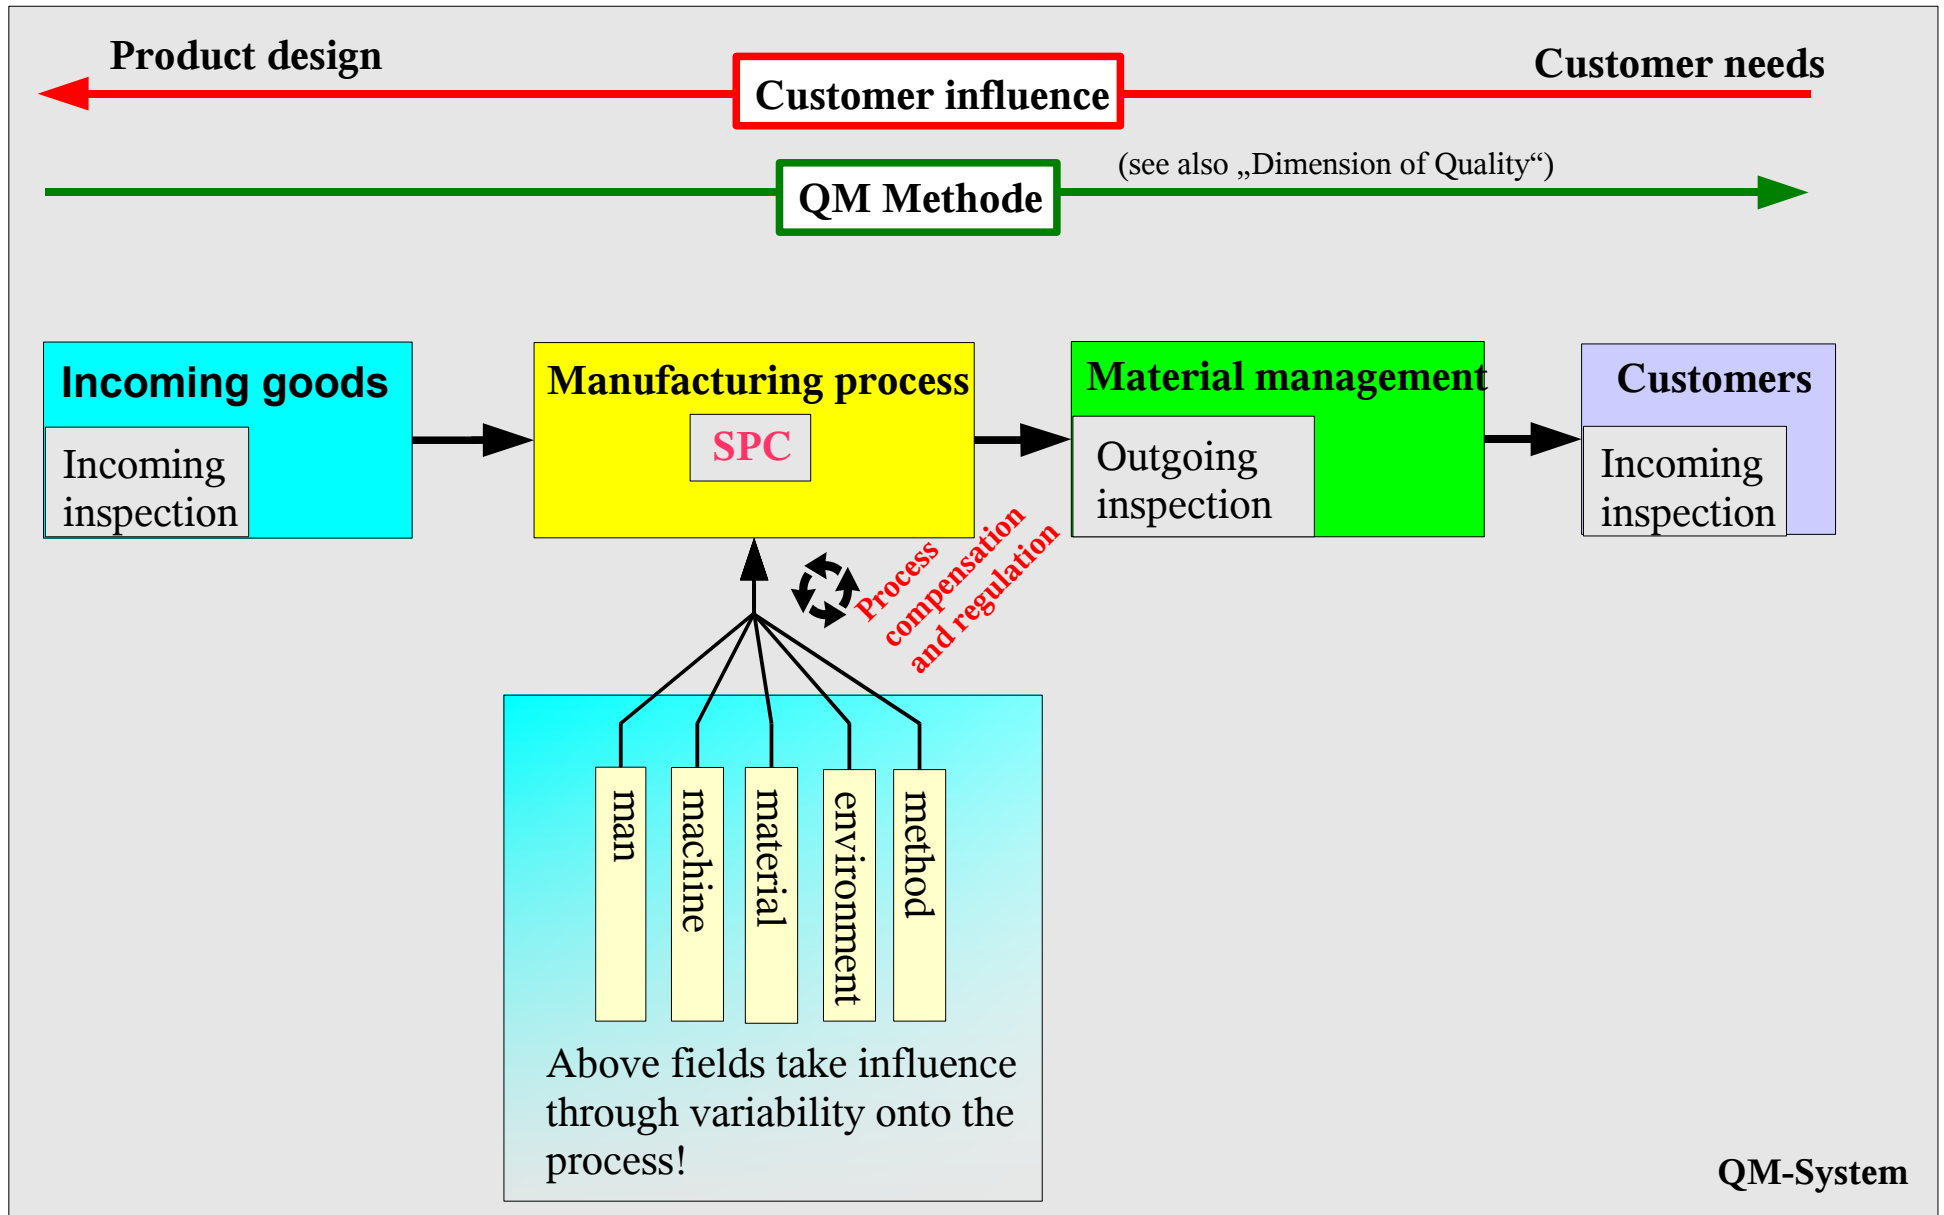 Product design
Customer needs
Customer influence
(see also „Dimension of Quality“)
QM Methode
Incoming goods
Incoming
inspection
Manufacturing process
SPC
Material management
Outgoing
inspection
Customers
Incoming
inspection
Process
compensation
and regulation
man
machine
material
environment
method
Above fields take influence
through variability onto the
process!
QM-System